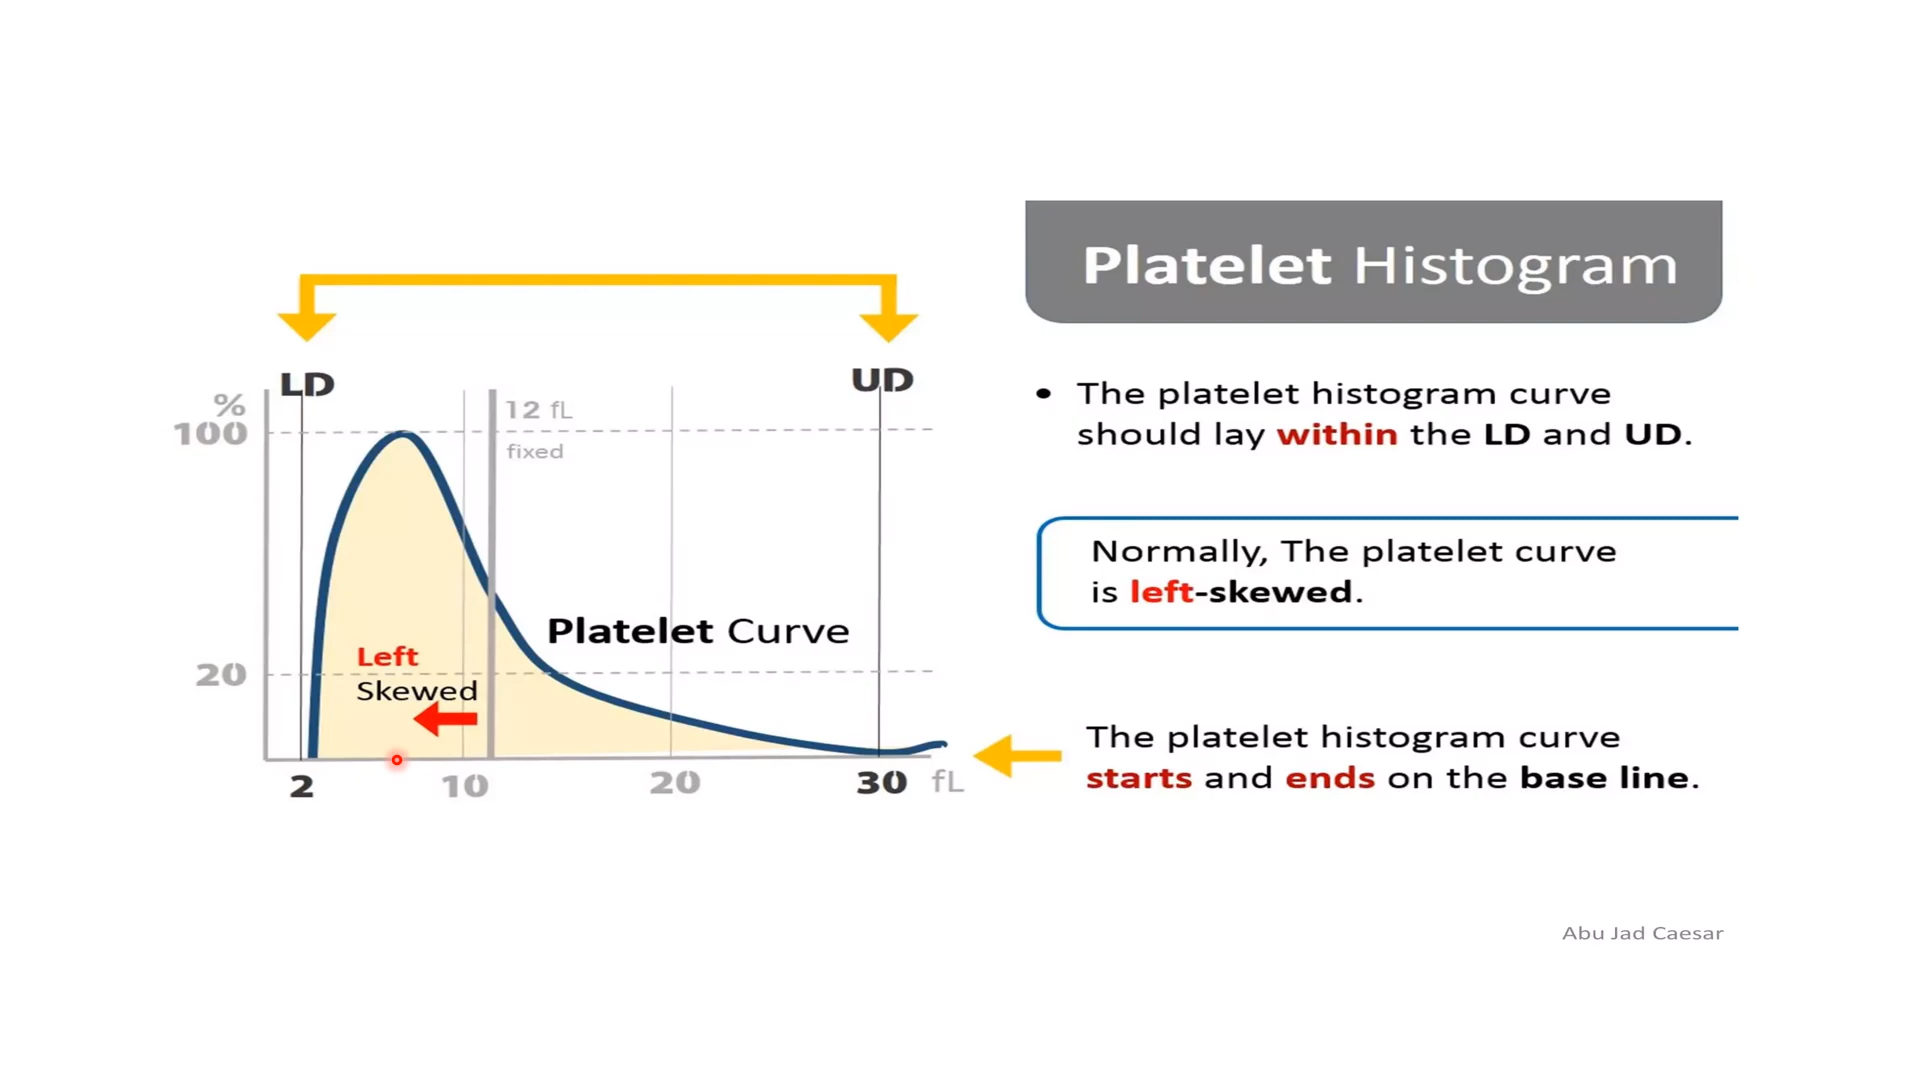 Platelet Histogram
LD
UD
%
100
12 fL
fixed
Platelet Curve
Left
Skewed
20
2
10
20
30
fL
• The platelet histogram curve
should lay within the LD and UD.
Normally, The platelet curve
is left-skewed.
The platelet histogram curve
starts and ends on the base line.
Abu Jad Caesar